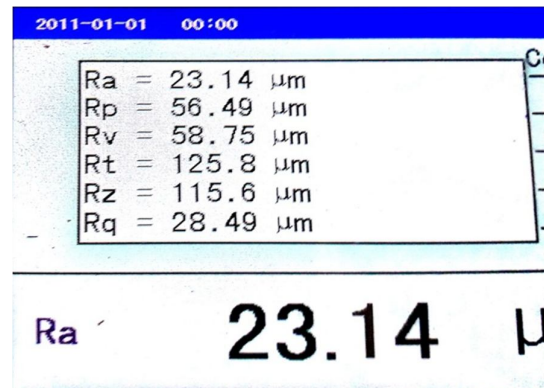 2011-01-01 00:00
Ra = 23.14 μm
Rp = 56.49 μm
Rv = 58.75 μm
Rt = 125.8 μm
Rz = 115.6 μm
Rq = 28.49 μm
Ra 23.14 μ